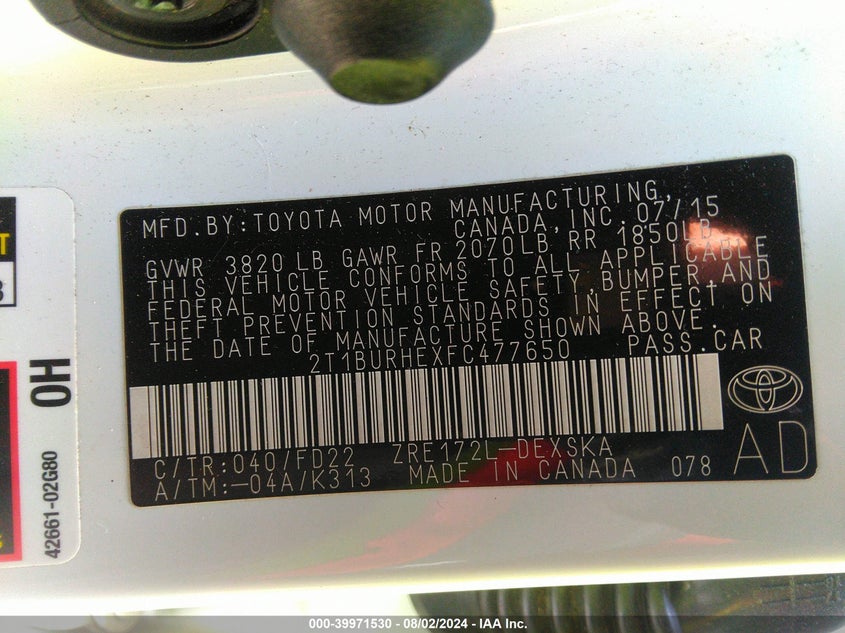 MFD.BY:TOYOTA MOTOR MANUFACTURING,
CANADA,INC.07/15
GVWR 3820 LB GAWR FR 2070LB RR 1850LB
THIS VEHICLE CONFORMS TO ALL APPL CABLE
FEDERAL MOTOR VEHICLE SAFETY,BUMPER,AND
THEFT PREVENTION STANDARDS IN EFFECT ON
THE DATE OF MANUFACTURE SHOWN ABOVE.
2T1BURHEXFC477650 PASS.CAR
C/TR:040/FD22 ZRE172L-DEXSKA
A/TM:-04A/K313 MADE IN CANADA 078
AD
OH
42661-02G80
000-39971530 - 08/02/2024 - IAA Inc.